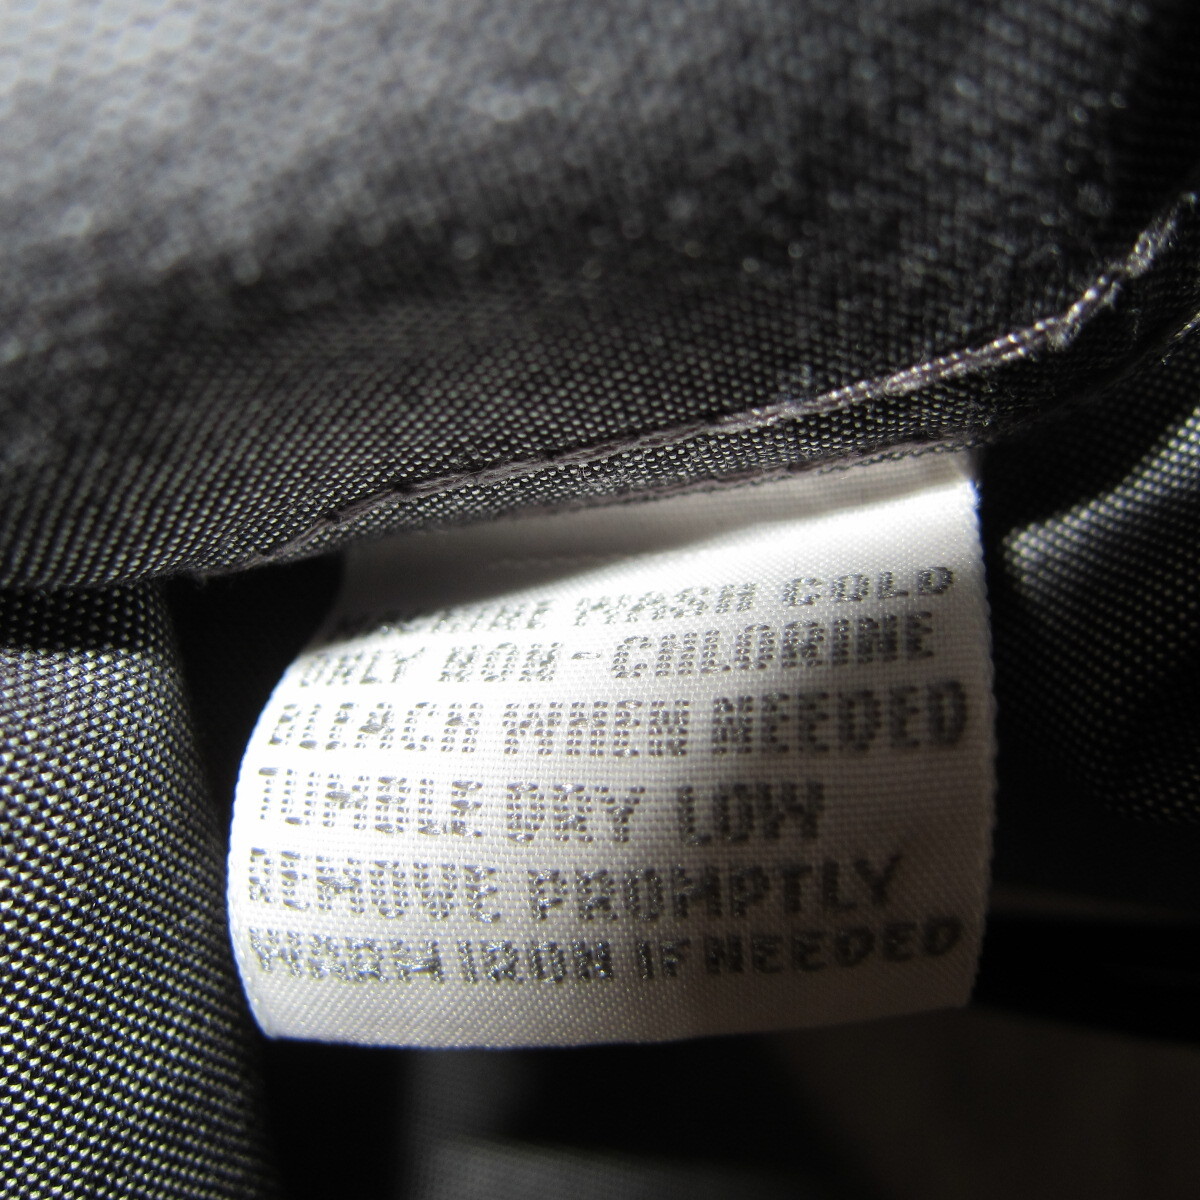 MACHINE WASH COLD
ONLY NON-CHLORINE
BLEACH WHEN NEEDED
TUMBLE DRY LOW
REMOVE PROMPTLY
WARM IRON IF NEEDED